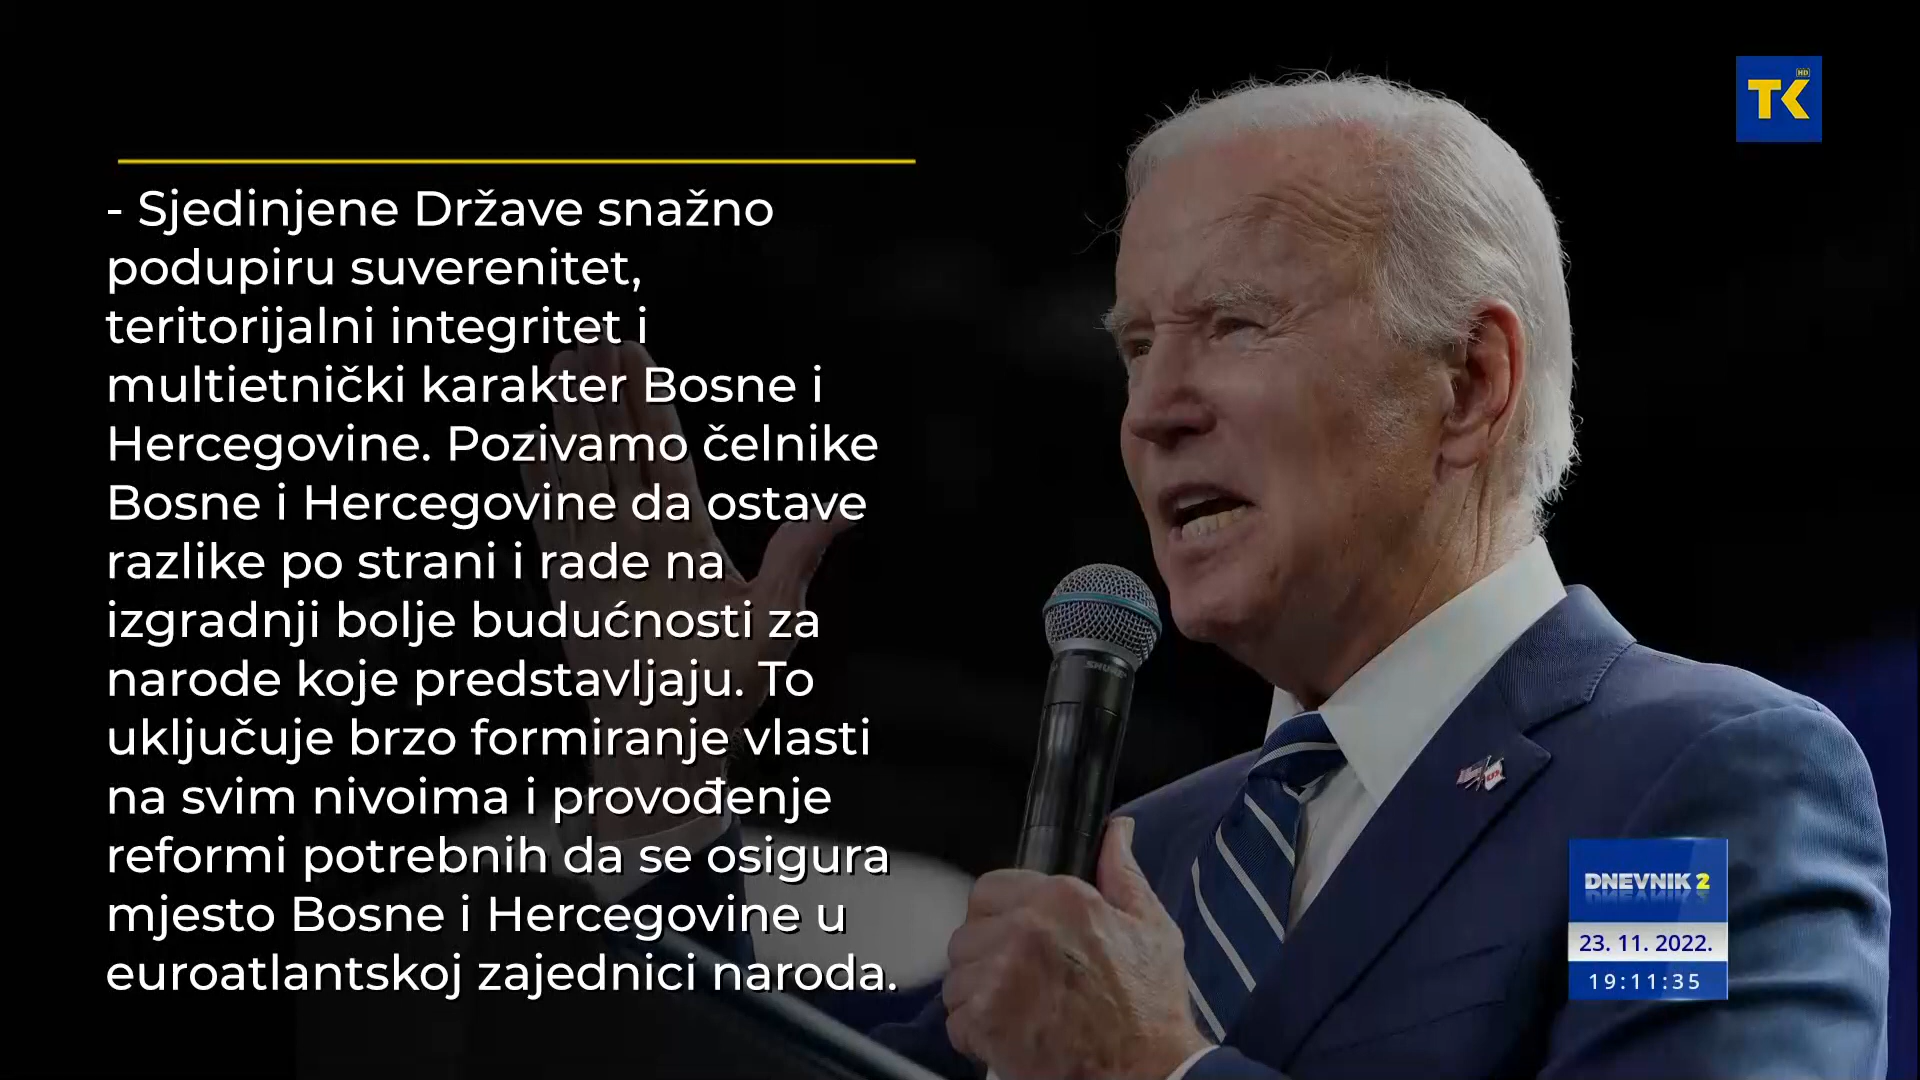 - Sjedinjene Države snažno
podupiru suverenitet,
teritorijalni integritet i
multietnički karakter Bosne i
Hercegovine. Pozivamo čelnike
Bosne i Hercegovine da ostave
razlike po strani i rade na
izgradnji bolje budućnosti za
narode koje predstavljaju. To
uključuje brzo formiranje vlasti
na svim nivoima i provođenje
reformi potrebnih da se osigura
mjesto Bosne i Hercegovine u
euroatlantskoj zajednici naroda.
TK HD
SHURE
DNEVNIK 2
23. 11. 2022.
19:11:35